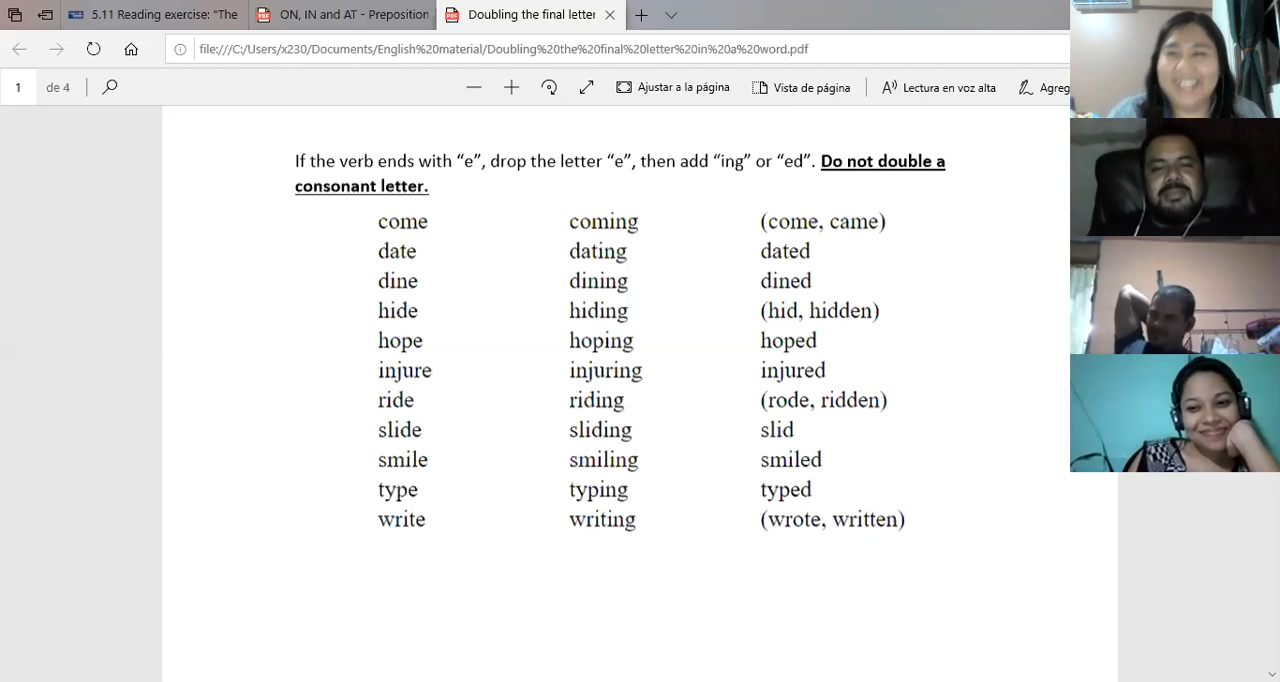 5.11 Reading exercise: "The
ON, IN and AT - Preposition
Doubling the final letter
file:///C:/Users/x230/Documents/English%20material/Doubling%20the%20final%20letter%20in%20a%20word.pdf
1 de 4
Ajustar a la página
Vista de página
Lectura en voz alta
Agreg
If the verb ends with “e”, drop the letter “e”, then add “ing” or “ed”. Do not double a
consonant letter.
come coming (come, came)
date dating dated
dine dining dined
hide hiding (hid, hidden)
hope hoping hoped
injure injuring injured
ride riding (rode, ridden)
slide sliding slid
smile smiling smiled
type typing typed
write writing (wrote, written)